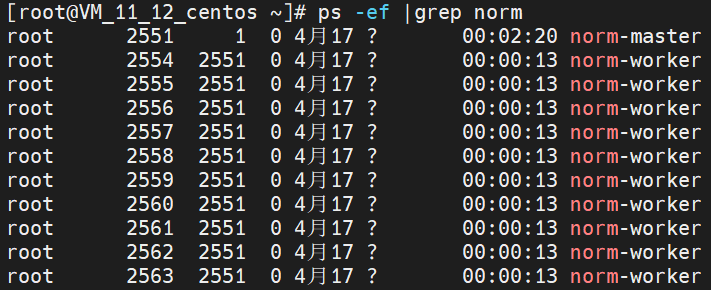 [root@VM_11_12_centos ~]# ps -ef |grep norm
root      2551     1  0 4月17 ?        00:02:20 norm-master
root      2554  2551  0 4月17 ?        00:00:13 norm-worker
root      2555  2551  0 4月17 ?        00:00:13 norm-worker
root      2556  2551  0 4月17 ?        00:00:13 norm-worker
root      2557  2551  0 4月17 ?        00:00:13 norm-worker
root      2558  2551  0 4月17 ?        00:00:13 norm-worker
root      2559  2551  0 4月17 ?        00:00:13 norm-worker
root      2560  2551  0 4月17 ?        00:00:13 norm-worker
root      2561  2551  0 4月17 ?        00:00:13 norm-worker
root      2562  2551  0 4月17 ?        00:00:13 norm-worker
root      2563  2551  0 4月17 ?        00:00:13 norm-worker